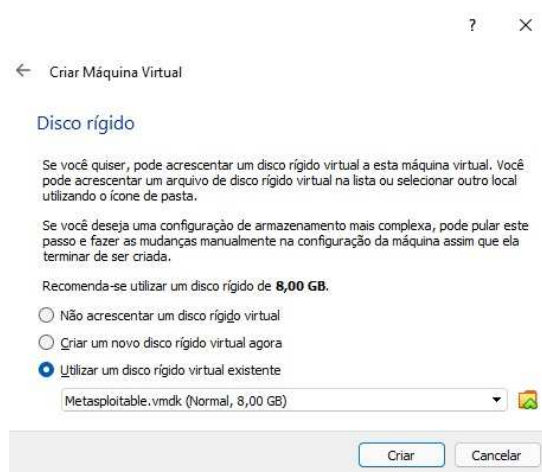 ?
Criar Máquina Virtual
Disco rígido
Se você quiser, pode acrescentar um disco rígido virtual a esta máquina virtual. Você
pode acrescentar um arquivo de disco rígido virtual na lista ou selecionar outro local
utilizando o ícone de pasta.
Se você deseja uma configuração de armazenamento mais complexa, pode pular este
passo e fazer as mudanças manualmente na configuração da máquina assim que ela
terminar de ser criada.
Recomenda-se utilizar um disco rígido de 8,00 GB.
Não acrescentar um disco rígido virtual
Criar um novo disco rígido virtual agora
Utilizar um disco rígido virtual existente
Metasploitable.vmdk (Normal, 8,00 GB)
Criar Cancelar